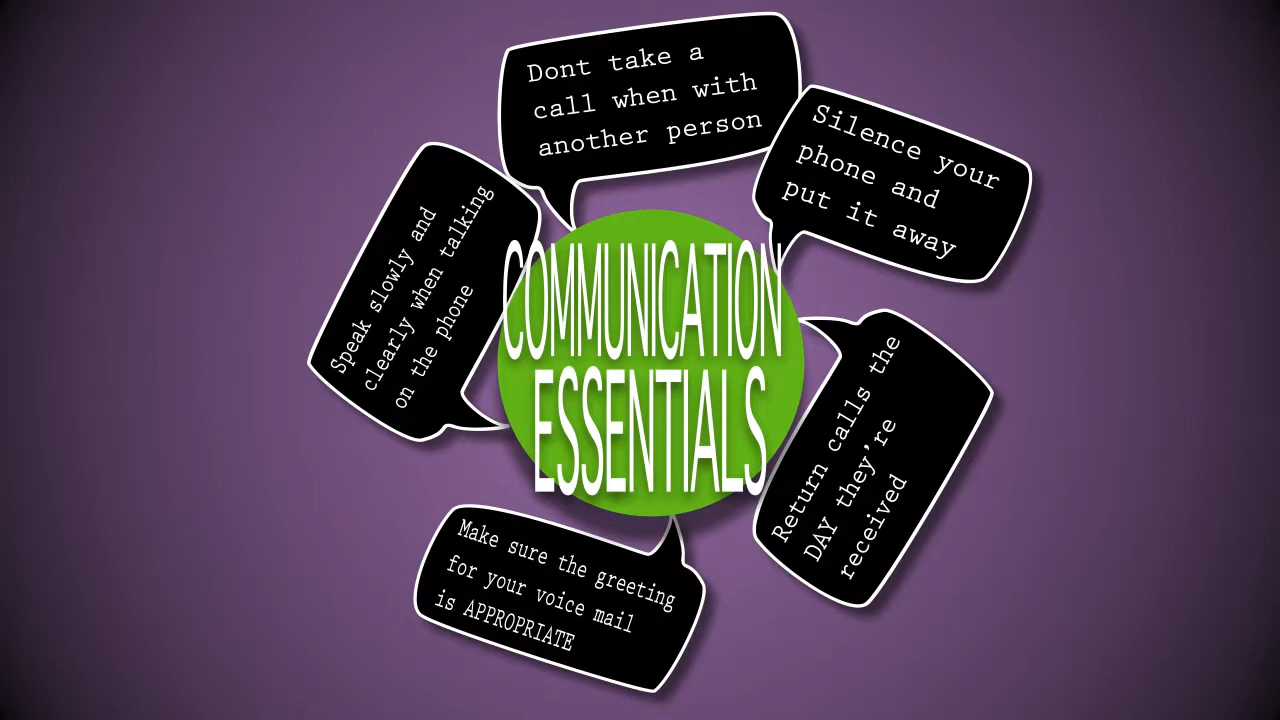 Dont take a
call when with
another person
Silence your
phone and
put it away
Speak slowly and
clearly when talking
on the phone
COMMUNICATION
ESSENTIALS
Return calls the
DAY they're
received
Make sure the greeting
for your voice mail
is APPROPRIATE